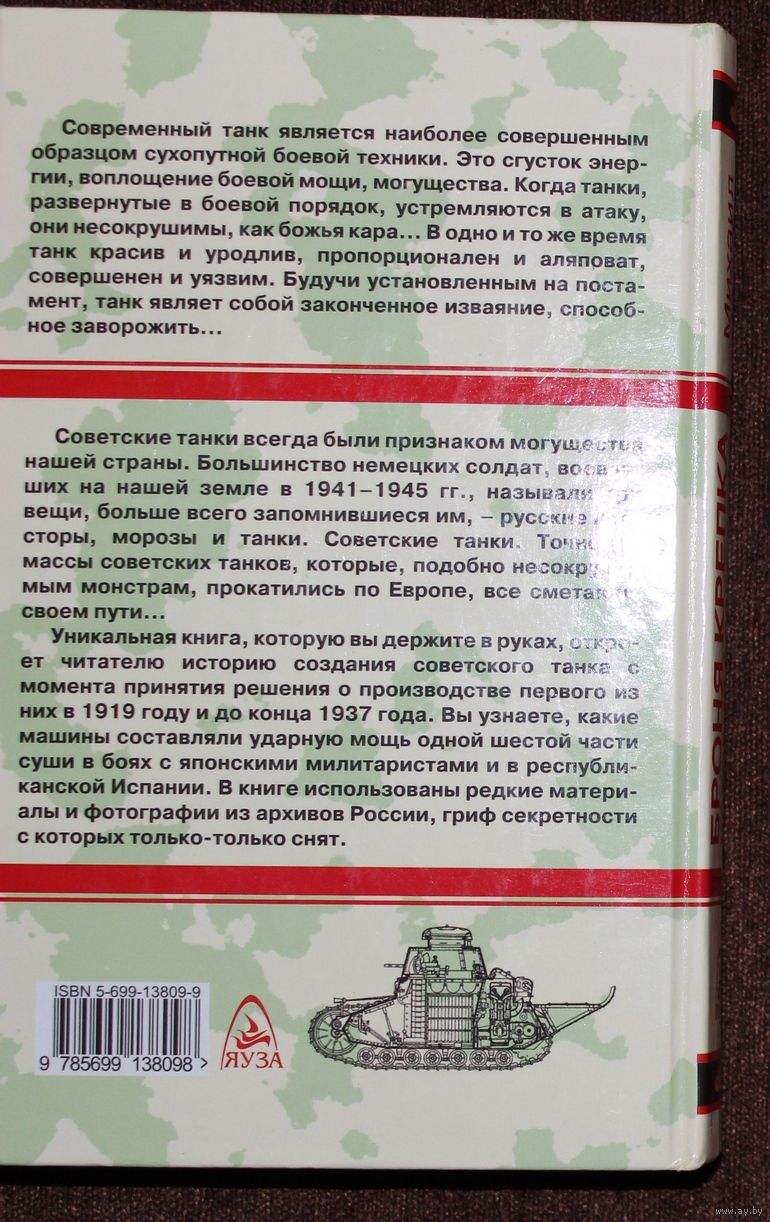 Современный танк является наиболее совершенным
образцом сухопутной боевой техники. Это сгусток энер-
гии, воплощение боевой мощи, могущества. Когда танки,
развернутые в боевой порядок, устремляются в атаку,
они несокрушимы, как божья кара... В одно и то же время
танк красив и уродлив, пропорционален и аляповат,
совершенен и уязвим. Будучи установленным на поста-
мент, танк являет собой законченное изваяние, способ-
ное заворожить...
Советские танки всегда были признаком могущества
нашей страны. Большинство немецких солдат,
ших на нашей земле в 1941–1945 гг., называли
вещи, больше всего запомнившиеся им, – русские
сторы, морозы и танки. Советские танки.
массы советских танков, которые, подобно
мым монстрам, прокатились по Европе, все
своем пути...
Уникальная книга, которую вы держите в руках, откро-
ет читателю историю создания советского танка с
момента принятия решения о производстве первого из
них в 1919 году и до конца 1937 года. Вы узнаете, какие
машины составляли ударную мощь одной шестой части
суши в боях с японскими милитаристами и в республи-
канской Испании. В книге использованы редкие матери-
алы и фотографии из архивов России, гриф секретности
с которых только-только снят.
ISBN 5-699-13809-9
9 785699 138098 >
ЯУЗА
БРОНЯ КРЕПКА
Михаил
www.ay.by